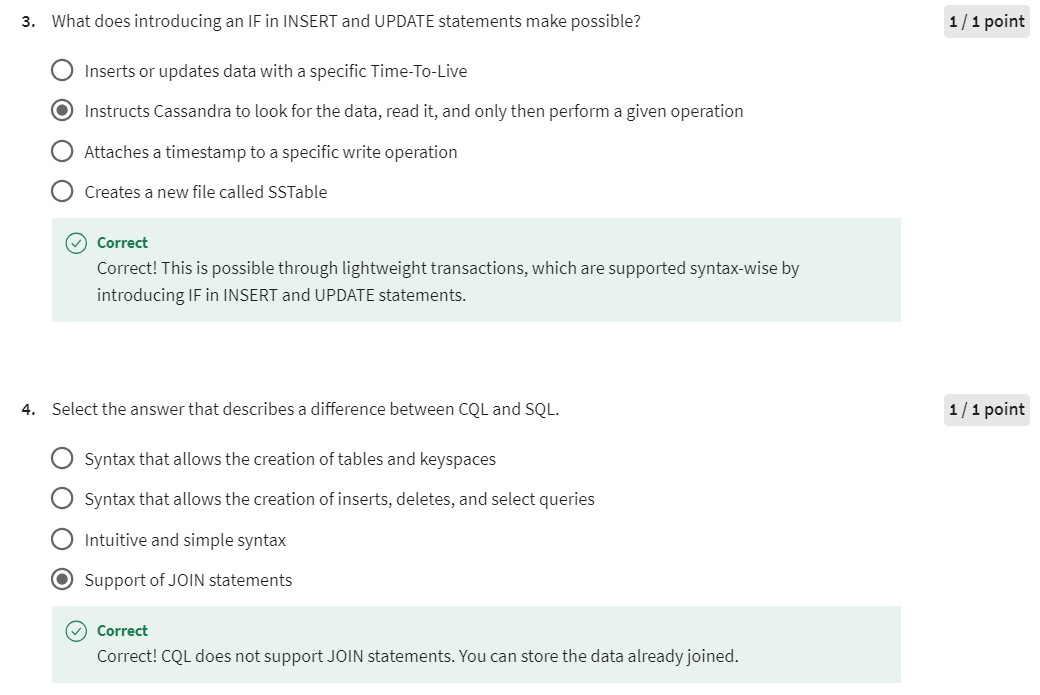 3. What does introducing an IF in INSERT and UPDATE statements make possible?
1 / 1 point
Inserts or updates data with a specific Time-To-Live
Instructs Cassandra to look for the data, read it, and only then perform a given operation
Attaches a timestamp to a specific write operation
Creates a new file called SSTable
Correct
Correct! This is possible through lightweight transactions, which are supported syntax-wise by
introducing IF in INSERT and UPDATE statements.
4. Select the answer that describes a difference between CQL and SQL.
1 / 1 point
Syntax that allows the creation of tables and keyspaces
Syntax that allows the creation of inserts, deletes, and select queries
Intuitive and simple syntax
Support of JOIN statements
Correct
Correct! CQL does not support JOIN statements. You can store the data already joined.